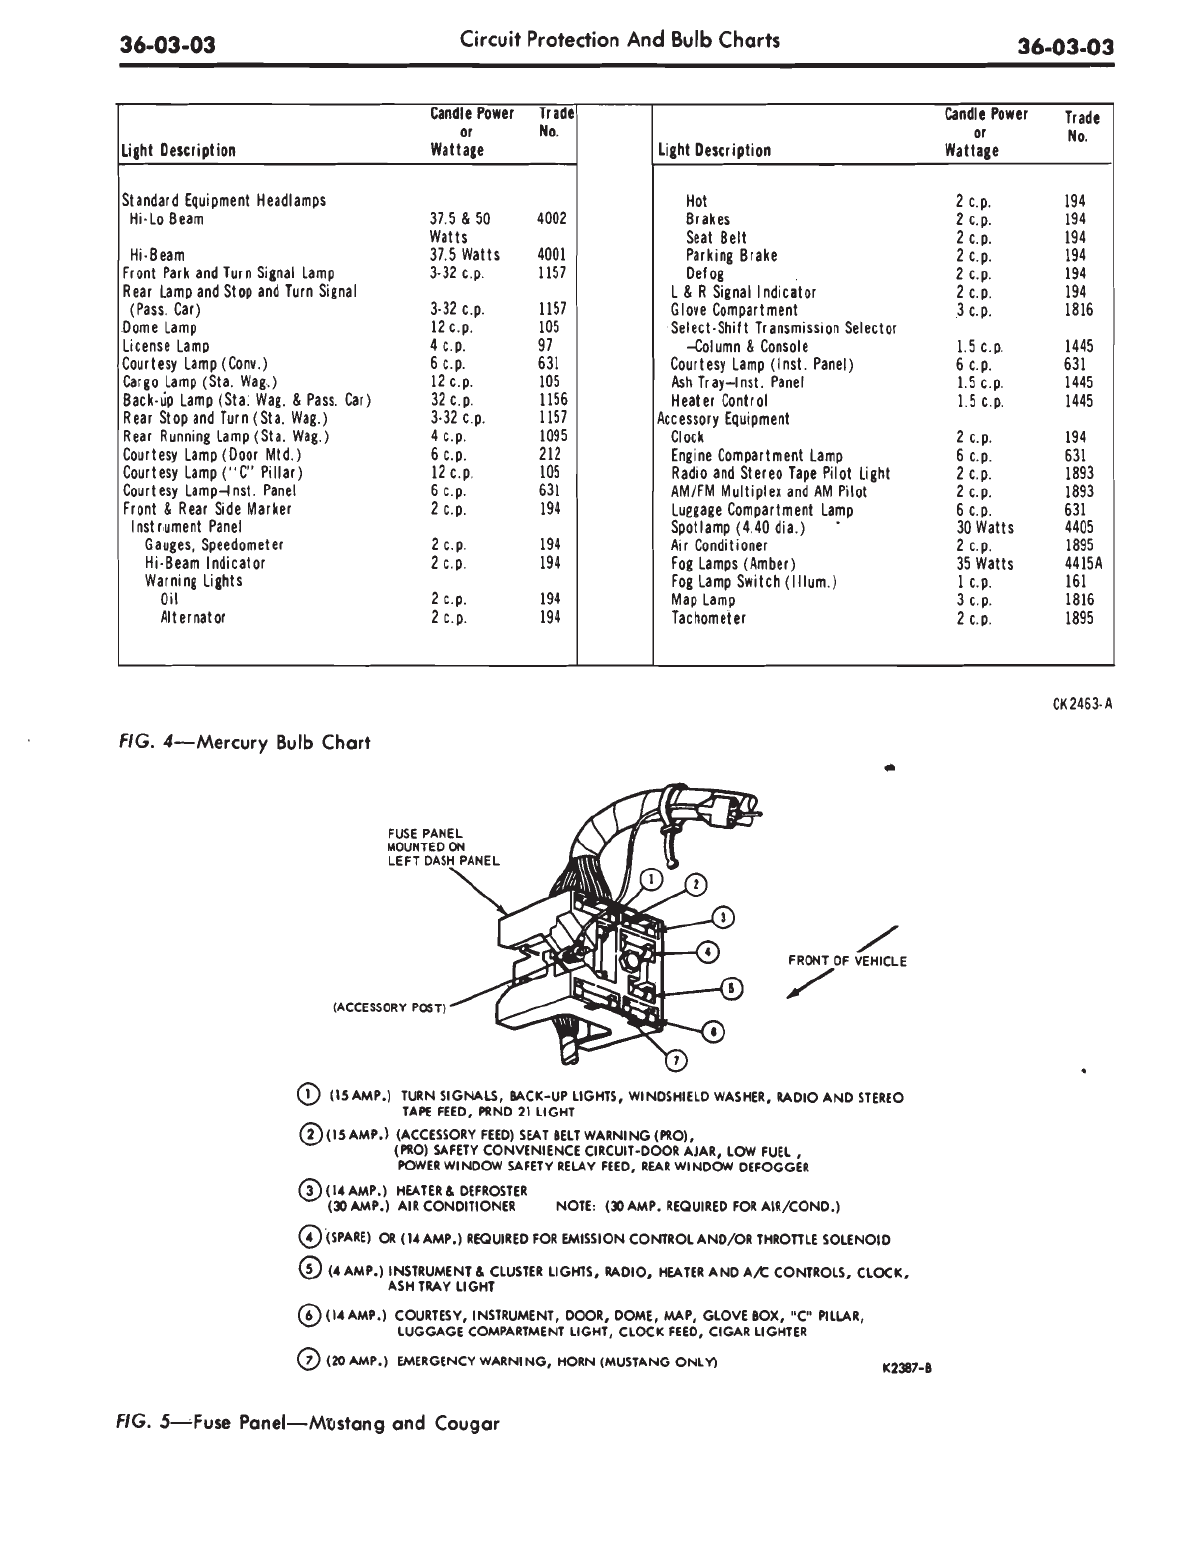 36-03-03 Circuit Protection And Bulb Charts 36-03-03
Light Description Candle Power or Wattage Trade No.
Standard Equipment Headlamps
Hi-Lo Beam 37.5 & 50 Watts 4002
Hi-Beam 37.5 Watts 4001
Front Park and Turn Signal Lamp 3-32 c.p. 1157
Rear Lamp and Stop and Turn Signal
(Pass. Car) 3-32 c.p. 1157
Dome Lamp 12 c.p. 105
License Lamp 4 c.p. 97
Courtesy Lamp (Conv.) 6 c.p. 631
Cargo Lamp (Sta. Wag.) 12 c.p. 105
Back-up Lamp (Sta. Wag. & Pass. Car) 32 c.p. 1156
Rear Stop and Turn (Sta. Wag.) 3-32 c.p. 1157
Rear Running Lamp (Sta. Wag.) 4 c.p. 1095
Courtesy Lamp (Door Mtd.) 6 c.p. 212
Courtesy Lamp ("C" Pillar) 12 c.p. 105
Courtesy Lamp—Inst. Panel 6 c.p. 631
Front & Rear Side Marker 2 c.p. 194
Instrument Panel
Gauges, Speedometer 2 c.p. 194
Hi-Beam Indicator 2 c.p. 194
Warning Lights
Oil 2 c.p. 194
Alternator 2 c.p. 194
Light Description Candle Power or Wattage Trade No.
Hot 2 c.p. 194
Brakes 2 c.p. 194
Seat Belt 2 c.p. 194
Parking Brake 2 c.p. 194
Defog 2 c.p. 194
L & R Signal Indicator 2 c.p. 194
Glove Compartment 3 c.p. 1816
Select-Shift Transmission Selector
—Column & Console 1.5 c.p. 1445
Courtesy Lamp (Inst. Panel) 6 c.p. 631
Ash Tray—Inst. Panel 1.5 c.p. 1445
Heater Control 1.5 c.p. 1445
Accessory Equipment
Clock 2 c.p. 194
Engine Compartment Lamp 6 c.p. 631
Radio and Stereo Tape Pilot Light 2 c.p. 1893
AM/FM Multiplex and AM Pilot 2 c.p. 1893
Luggage Compartment Lamp 6 c.p. 631
Spotlamp (4.40 dia.) 30 Watts 4405
Air Conditioner 2 c.p. 1895
Fog Lamps (Amber) 35 Watts 4415A
Fog Lamp Switch (Illum.) 1 c.p. 161
Map Lamp 3 c.p. 1816
Tachometer 2 c.p. 1895
CK2463-A
FIG. 4—Mercury Bulb Chart
FUSE PANEL
MOUNTED ON
LEFT DASH PANEL
1
2
3
4
FRONT OF VEHICLE
5
(ACCESSORY POST)
6
7
1 (15 AMP.) TURN SIGNALS, BACK-UP LIGHTS, WINDSHIELD WASHER, RADIO AND STEREO
TAPE FEED, PRND 21 LIGHT
2 (15 AMP.) (ACCESSORY FEED) SEAT BELT WARNING (PRO),
(PRO) SAFETY CONVENIENCE CIRCUIT-DOOR AJAR, LOW FUEL ,
POWER WINDOW SAFETY RELAY FEED, REAR WINDOW DEFOGGER
3 (14 AMP.) HEATER & DEFROSTER
(30 AMP.) AIR CONDITIONER NOTE: (30 AMP. REQUIRED FOR AIR/COND.)
4 (SPARE) OR (14 AMP.) REQUIRED FOR EMISSION CONTROL AND/OR THROTTLE SOLENOID
5 (4 AMP.) INSTRUMENT & CLUSTER LIGHTS, RADIO, HEATER AND A/C CONTROLS, CLOCK,
ASH TRAY LIGHT
6 (14 AMP.) COURTESY, INSTRUMENT, DOOR, DOME, MAP, GLOVE BOX, "C" PILLAR,
LUGGAGE COMPARTMENT LIGHT, CLOCK FEED, CIGAR LIGHTER
7 (20 AMP.) EMERGENCY WARNING, HORN (MUSTANG ONLY)
K2387-B
FIG. 5—Fuse Panel—Mustang and Cougar